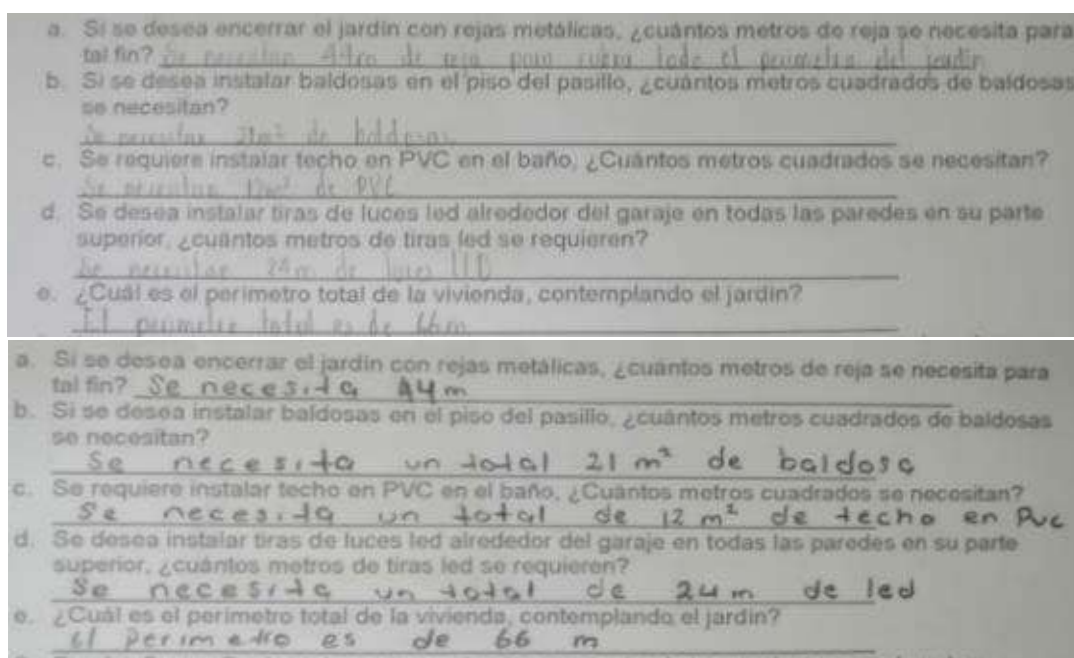 a. Si se desea encerrar el jardín con rejas metálicas, ¿cuántos metros de reja se necesita para
tal fin? Se necesitan 44m de reja para cubrir todo el perimetro del jardin
b. Si se desea instalar baldosas en el piso del pasillo, ¿cuántos metros cuadrados de baldosas
se necesitan?
Se necesitan 21m² de baldosas
c. Se requiere instalar techo en PVC en el baño, ¿Cuántos metros cuadrados se necesitan?
Se necesitan 12m² de PVC
d. Se desea instalar tiras de luces led alrededor del garaje en todas las paredes en su parte
superior, ¿cuántos metros de tiras led se requieren?
Se necesitan 24m de luces LED
e. ¿Cuál es el perímetro total de la vivienda, contemplando el jardín?
El perimetro total es de 66m
a. Si se desea encerrar el jardín con rejas metálicas, ¿cuántos metros de reja se necesita para
tal fin? Se necesita 44m
b. Si se desea instalar baldosas en el piso del pasillo, ¿cuántos metros cuadrados de baldosas
se necesitan?
Se necesita un total 21 m² de baldosa
c. Se requiere instalar techo en PVC en el baño, ¿Cuántos metros cuadrados se necesitan?
Se necesita un total de 12 m² de techo en Pvc
d. Se desea instalar tiras de luces led alrededor del garaje en todas las paredes en su parte
superior, ¿cuántos metros de tiras led se requieren?
Se necesita un total de 24 m de led
e. ¿Cuál es el perímetro total de la vivienda, contemplando el jardín?
El Perimetro es de 66 m